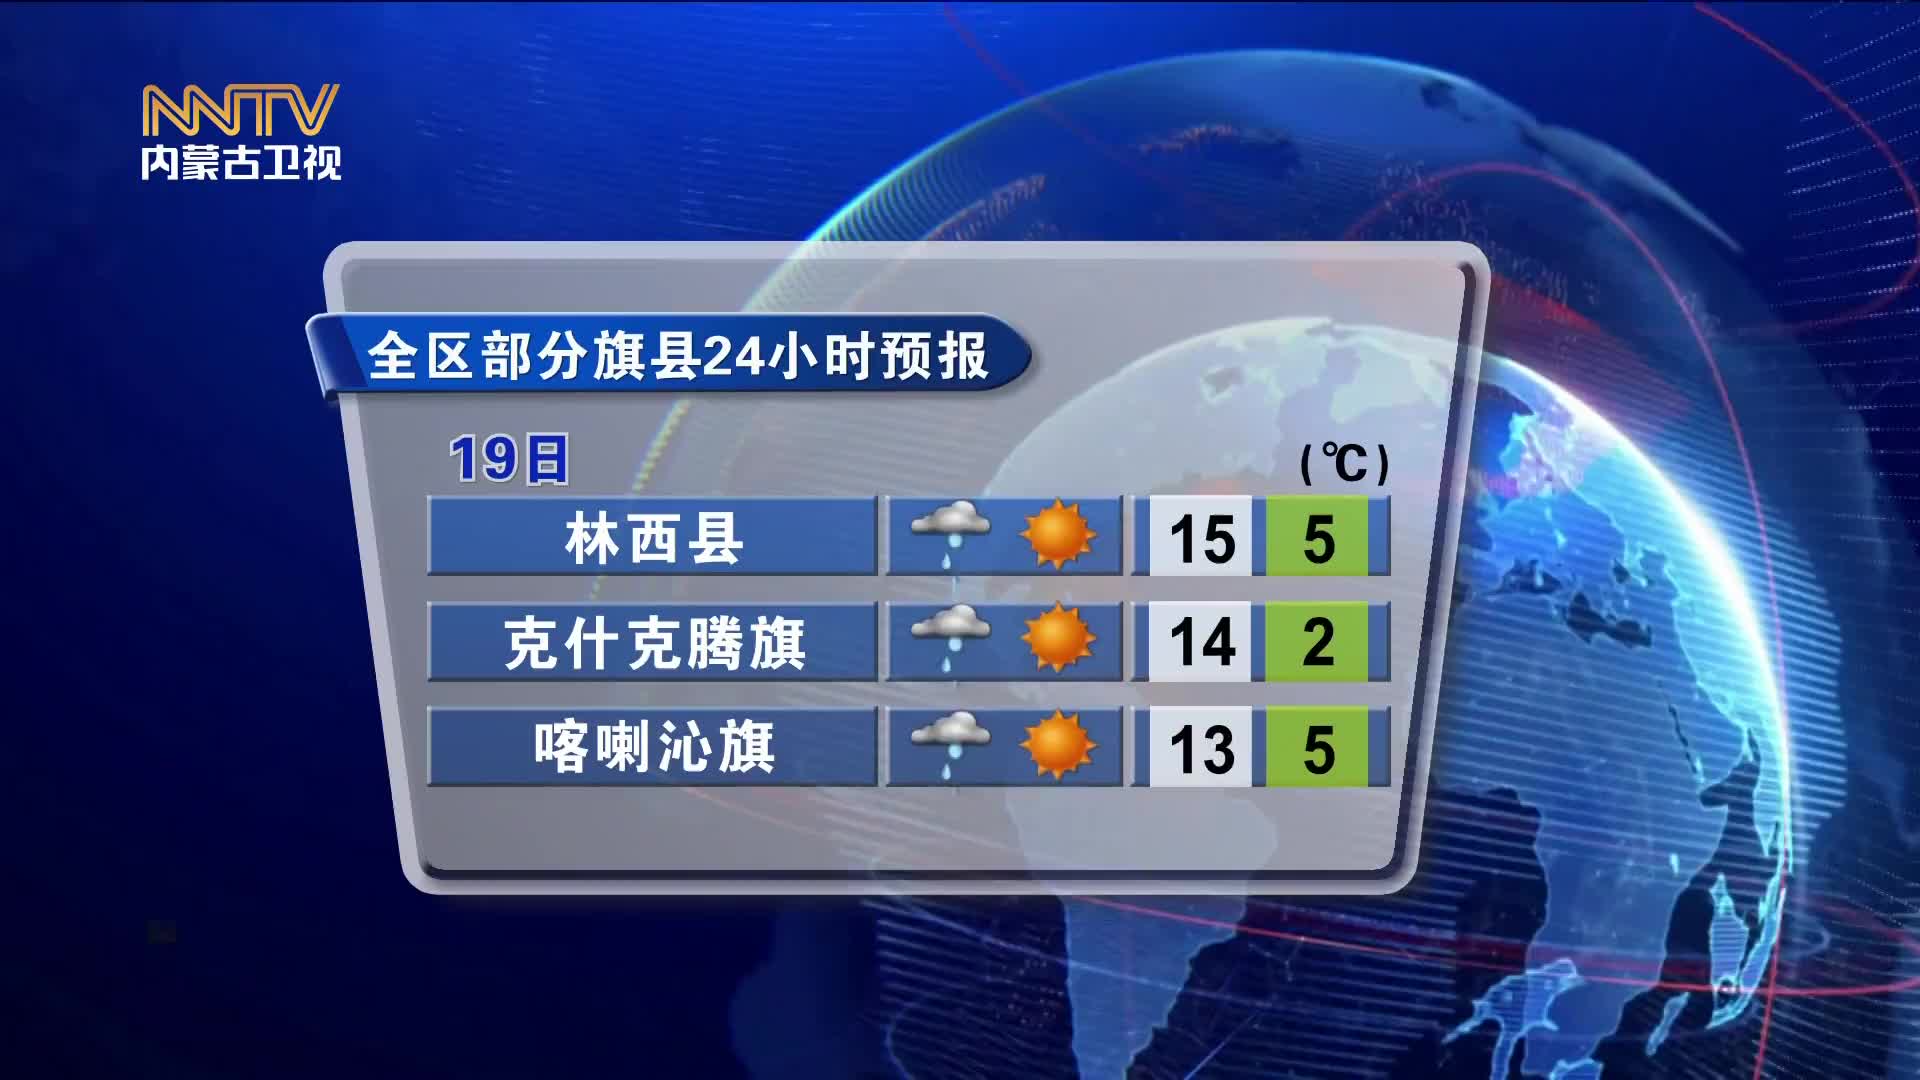 NNTV
内蒙古卫视
全区部分旗县24小时预报
19日 (℃)
林西县 15 5
克什克腾旗 14 2
喀喇沁旗 13 5